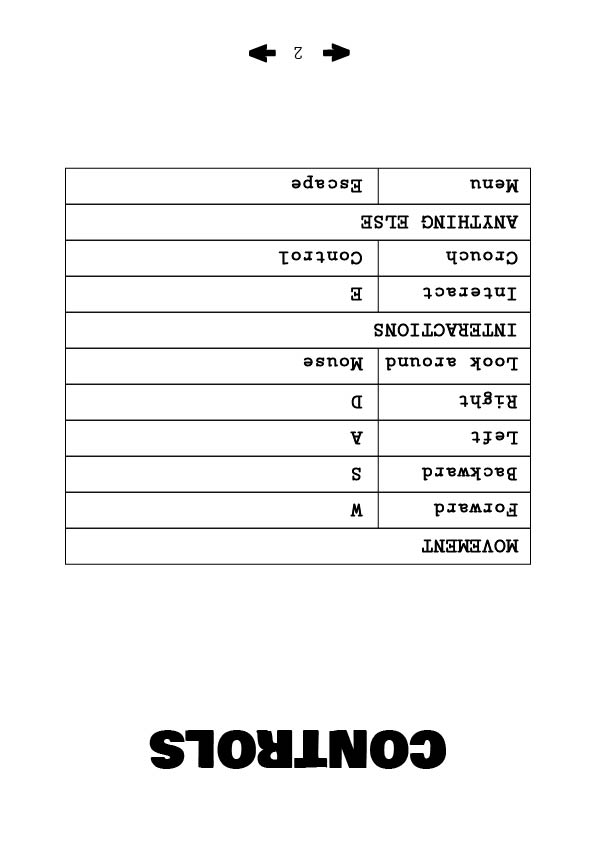 CONTROLS
MOVEMENT
Forward W
Backward S
Left A
Right D
Look around Mouse
INTERACTIONS
Interact E
Crouch Control
ANYTHING ELSE
Menu Escape
2